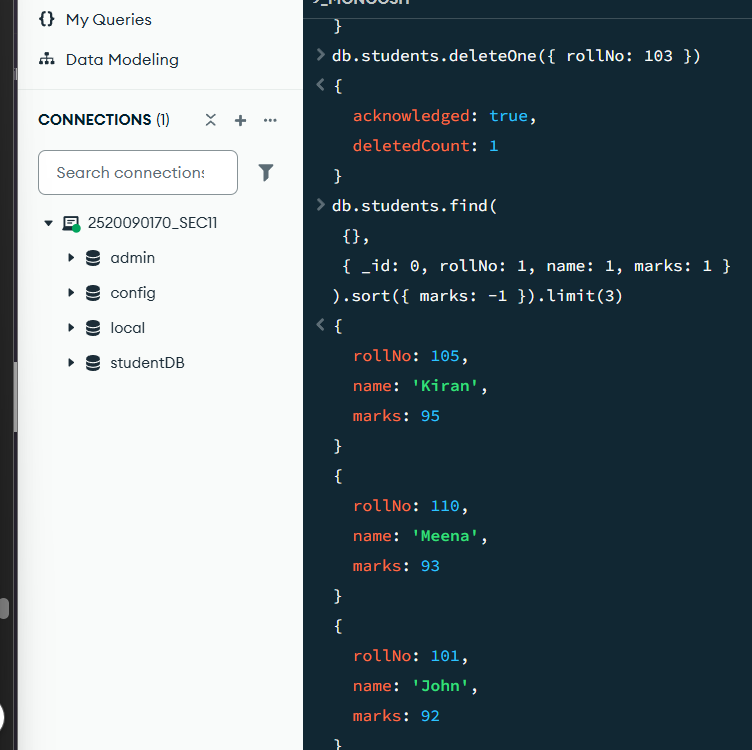 My Queries
Data Modeling
CONNECTIONS (1)
Search connections
2520090170_SEC11
admin
config
local
studentDB
>_MONGOSH
}
> db.students.deleteOne({ rollNo: 103 })
< {
acknowledged: true,
deletedCount: 1
}
> db.students.find(
{},
{ _id: 0, rollNo: 1, name: 1, marks: 1 }
).sort({ marks: -1 }).limit(3)
< {
rollNo: 105,
name: 'Kiran',
marks: 95
}
{
rollNo: 110,
name: 'Meena',
marks: 93
}
{
rollNo: 101,
name: 'John',
marks: 92
}